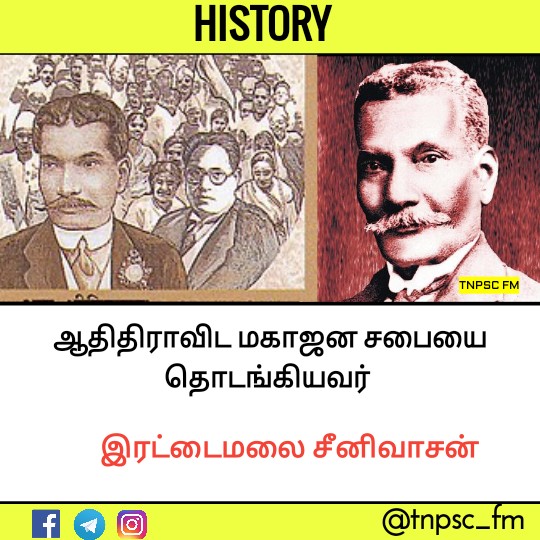 HISTORY
TNPSC FM
ஆதிதிராவிட மகாஜன சபையை
தொடங்கியவர்
இரட்டைமலை சீனிவாசன்
@tnpsc_fm